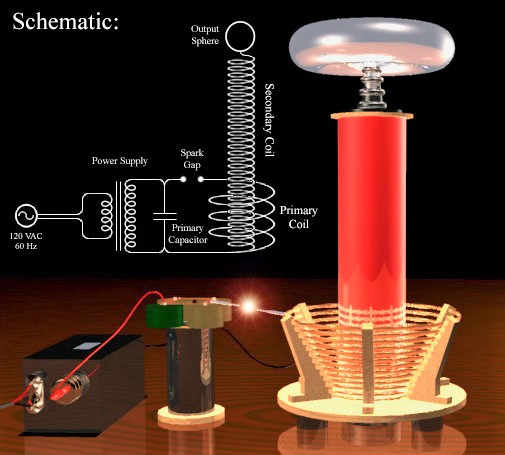 Schematic:
Output
Sphere
Secondary Coil
Power Supply
Spark
Gap
Primary
Capacitor
Primary
Coil
120 VAC
60 Hz